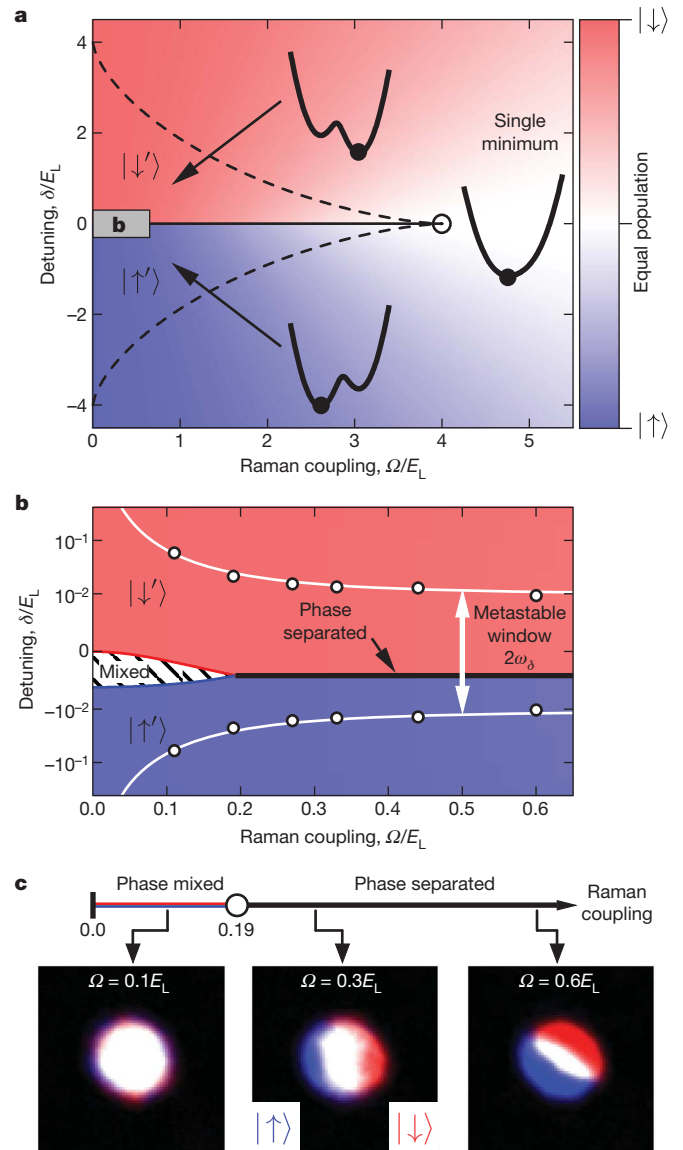 a
|↓⟩
4
2
0
−2
−4
Detuning, δ/E_L
|↓′⟩
b
|↑′⟩
Single
minimum
Equal population
|↑⟩
0
1
2
3
4
5
Raman coupling, Ω/E_L
b
10⁻¹
10⁻²
0
−10⁻²
−10⁻¹
Detuning, δ/E_L
|↓′⟩
Phase
separated
Metastable
window
2ω_δ
Mixed
|↑′⟩
0.0
0.1
0.2
0.3
0.4
0.5
0.6
Raman coupling, Ω/E_L
c
Phase mixed
Phase separated
Raman
coupling
0.0
0.19
Ω = 0.1E_L
Ω = 0.3E_L
Ω = 0.6E_L
|↑⟩
|↓⟩